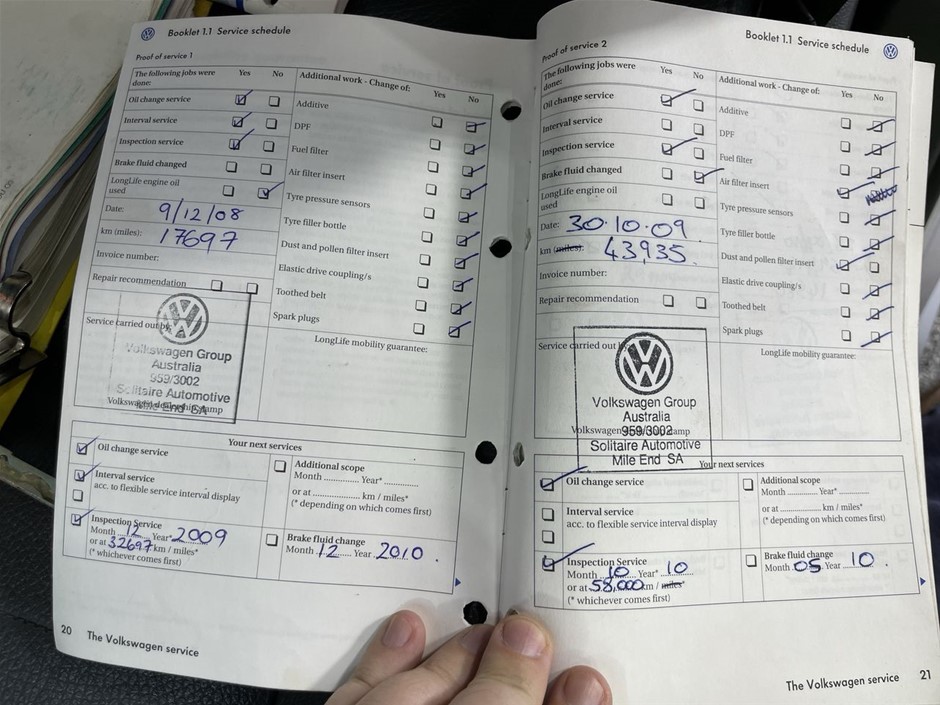 Booklet 1.1 Service schedule
Proof of service 1
The following jobs were done:
Yes No
Additional work - Change of:
Yes No
Oil change service
Interval service
Inspection service
Brake fluid changed
LongLife engine oil used
Date: 9/12/08
km (miles): 17697
Invoice number:
Repair recommendation
Additive
DPF
Fuel filter
Air filter insert
Tyre pressure sensors
Tyre filler bottle
Dust and pollen filter insert
Elastic drive coupling/s
Toothed belt
Spark plugs
Service carried out by:
Volkswagen Group
Australia
959/3002
Solitaire Automotive
Mile End SA
Volkswagen dealership stamp
LongLife mobility guarantee:
Your next services
Oil change service
Interval service
acc. to flexible service interval display
Inspection Service
Month 12 Year* 2009
or at 32697 km / miles*
(* whichever comes first)
Additional scope
Month ............ Year* ............
or at ............ km / miles*
(* depending on which comes first)
Brake fluid change
Month 12 Year 2010
20 The Volkswagen service
Booklet 1.1 Service schedule
Proof of service 2
The following jobs were done:
Yes No
Additional work - Change of:
Yes No
Oil change service
Interval service
Inspection service
Brake fluid changed
LongLife engine oil used
Date: 30.10.09
km (miles): 43,935
Invoice number:
Repair recommendation
Additive
DPF
Fuel filter
Air filter insert
Tyre pressure sensors
Tyre filler bottle
Dust and pollen filter insert
Elastic drive coupling/s
Toothed belt
Spark plugs
Service carried out
Volkswagen Group
Australia
959/3002
Solitaire Automotive
Mile End SA
Volkswagen stamp
LongLife mobility guarantee:
Your next services
Oil change service
Interval service
acc. to flexible service interval display
Inspection Service
Month 10 Year* 10
or at 58,000 km / miles*
(* whichever comes first)
Additional scope
Month ............ Year* ............
or at ............ km / miles*
(* depending on which comes first)
Brake fluid change
Month 05 Year 10
The Volkswagen service 21